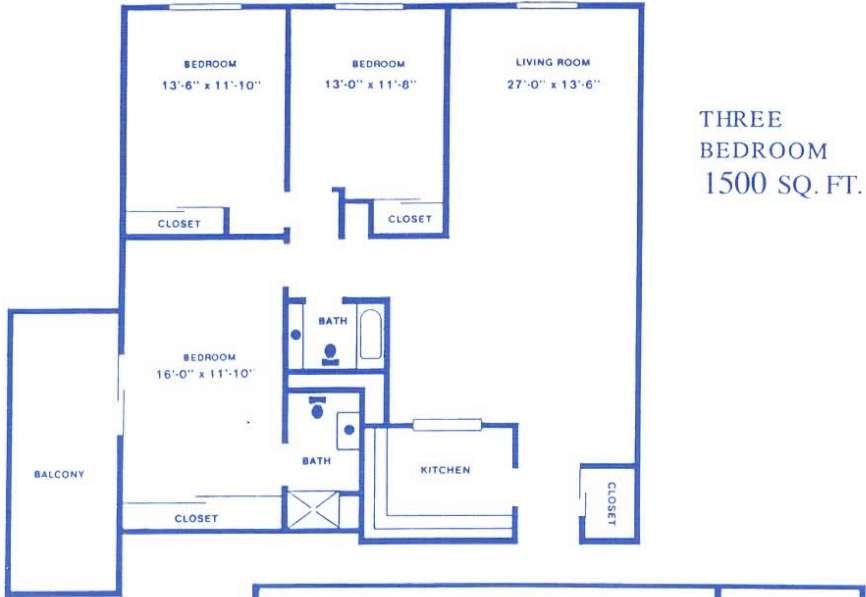 BEDROOM
13'-6" x 11'-10"
BEDROOM
13'-0" x 11'-8"
LIVING ROOM
27'-0" x 13'-6"
THREE
BEDROOM
1500 SQ. FT.
CLOSET
CLOSET
BATH
BEDROOM
16'-0" x 11'-10"
BALCONY
BATH
KITCHEN
CLOSET
CLOSET